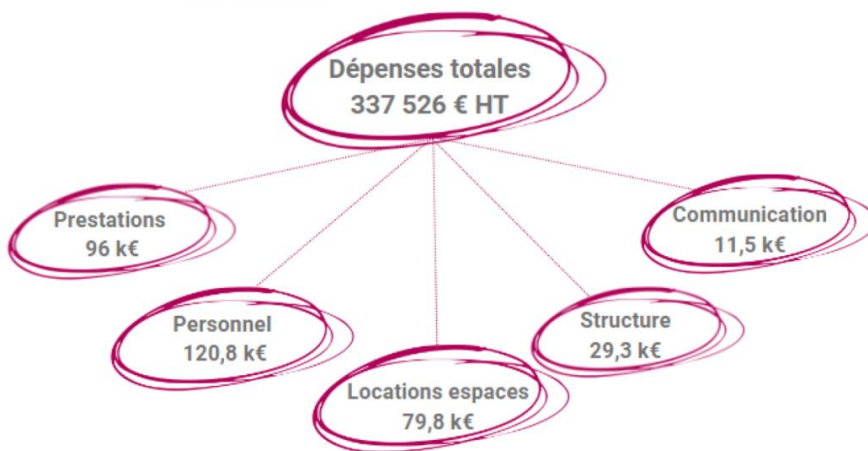 Dépenses totales
337 526 € HT
Prestations
96 k€
Communication
11,5 k€
Personnel
120,8 k€
Structure
29,3 k€
Locations espaces
79,8 k€